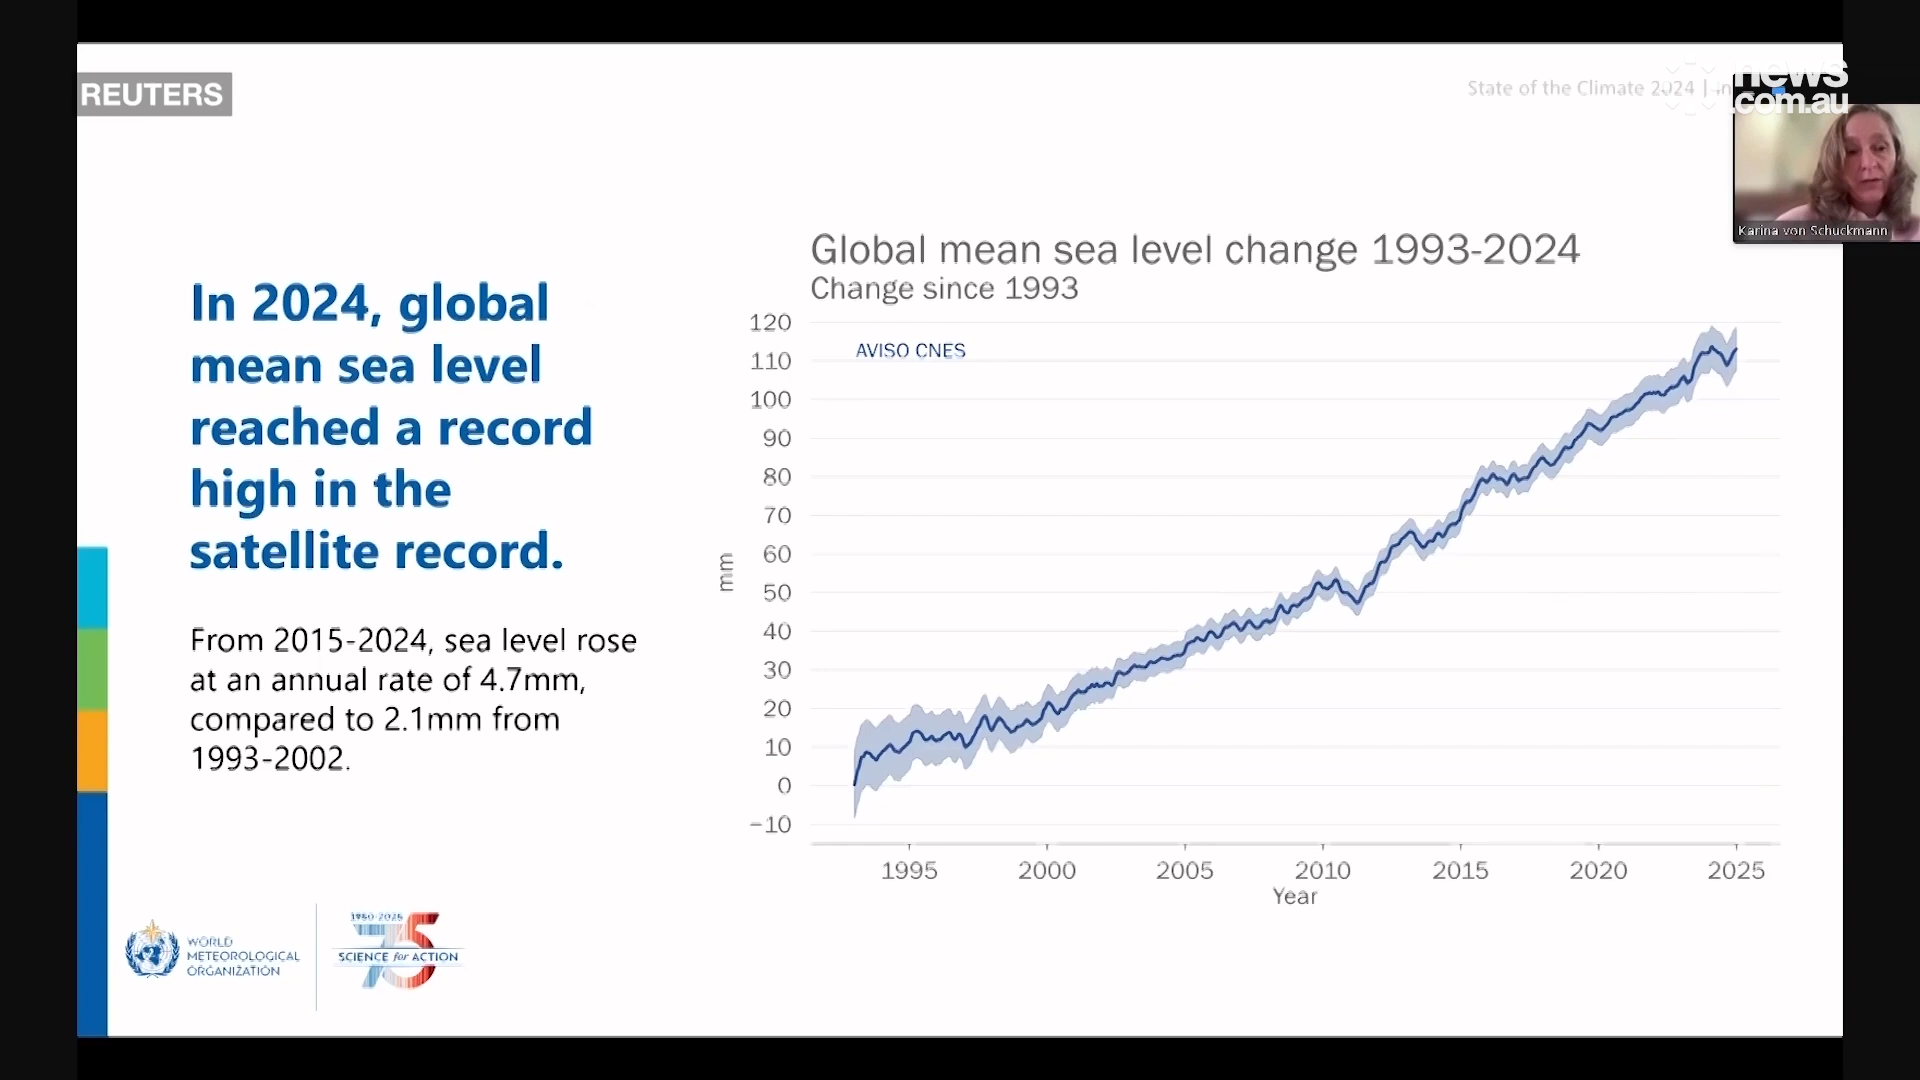 REUTERS
State of the Climate 2024 |
news
.com.au
Karina von Schuckmann
In 2024, global
mean sea level
reached a record
high in the
satellite record.
From 2015-2024, sea level rose
at an annual rate of 4.7mm,
compared to 2.1mm from
1993-2002.
Global mean sea level change 1993-2024
Change since 1993
AVISO CNES
120
110
100
90
80
70
60
50
40
30
20
10
0
−10
mm
1995 2000 2005 2010 2015 2020 2025
Year
WORLD
METEOROLOGICAL
ORGANIZATION
1950-2025
75
SCIENCE for ACTION